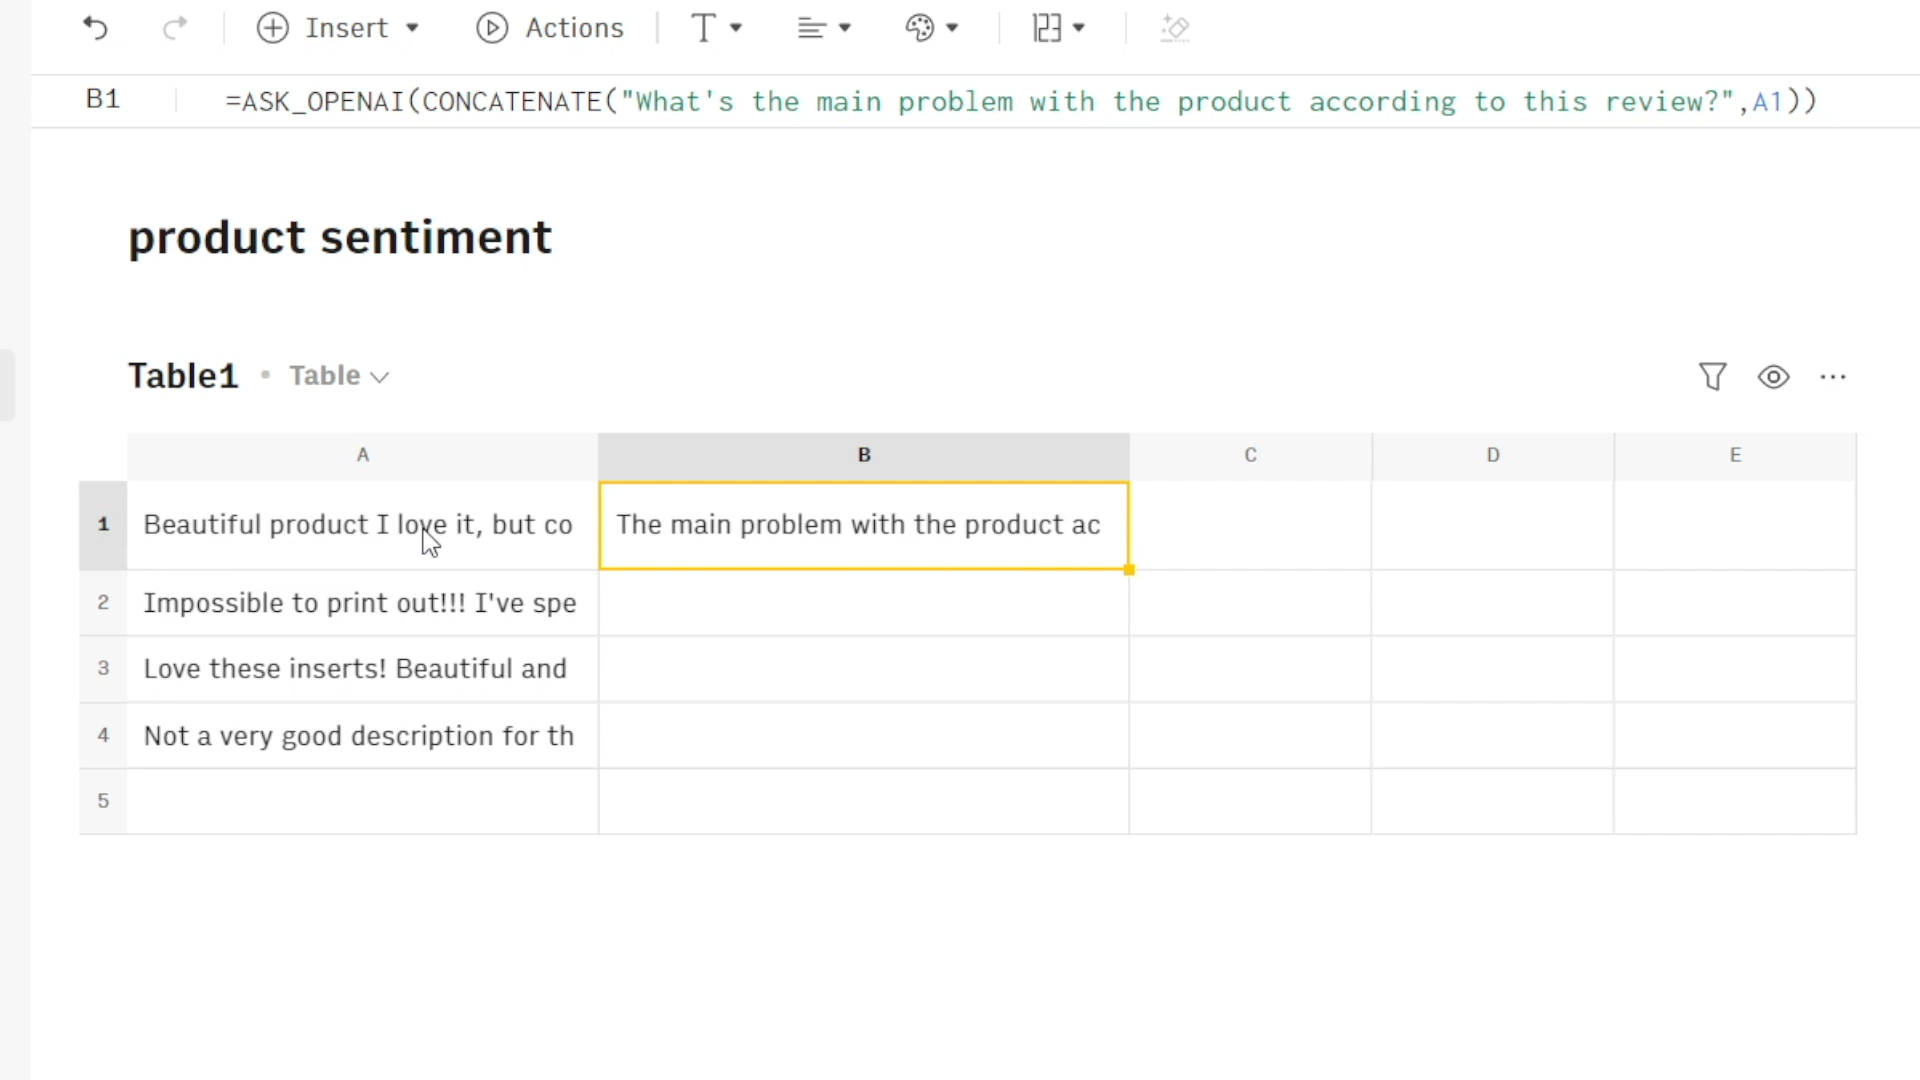 Insert Actions
B1 =ASK_OPENAI(CONCATENATE("What's the main problem with the product according to this review?",A1))
product sentiment
Table1 • Table
A B C D E
1 Beautiful product I love it, but co The main problem with the product ac
2 Impossible to print out!!! I've spe
3 Love these inserts! Beautiful and
4 Not a very good description for th
5